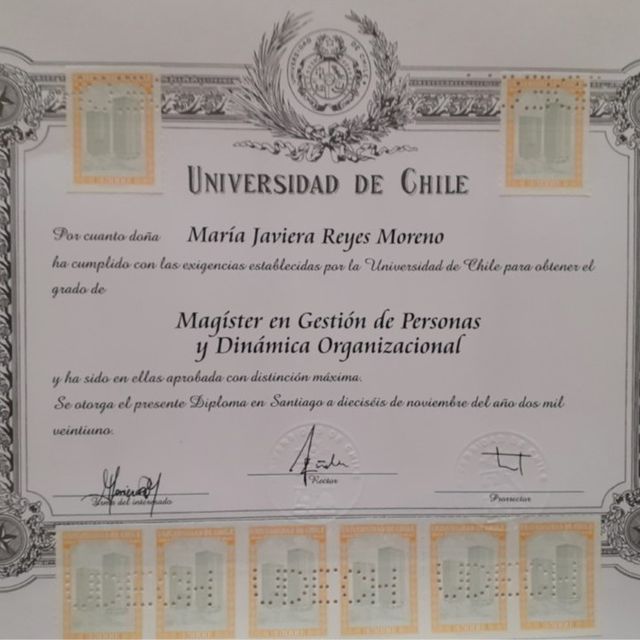 UNIVERSIDAD DE CHILE
Por cuanto doña María Javiera Reyes Moreno
ha cumplido con las exigencias establecidas por la Universidad de Chile para obtener el
grado de
Magíster en Gestión de Personas
y Dinámica Organizacional
y ha sido en ellas aprobada con distinción máxima.
Se otorga el presente Diploma en Santiago a dieciséis de noviembre del año dos mil
veintiuno.
Firma del interesado
Rector
Prorrector